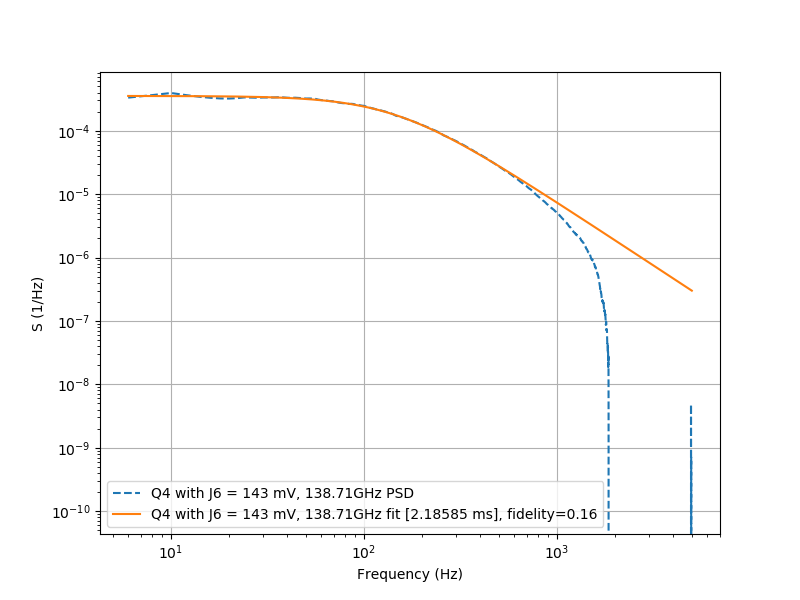 S (1/Hz)
10⁻⁴
10⁻⁵
10⁻⁶
10⁻⁷
10⁻⁸
10⁻⁹
10⁻¹⁰
Q4 with J6 = 143 mV, 138.71GHz PSD
Q4 with J6 = 143 mV, 138.71GHz fit [2.18585 ms], fidelity=0.16
10¹ 10² 10³
Frequency (Hz)